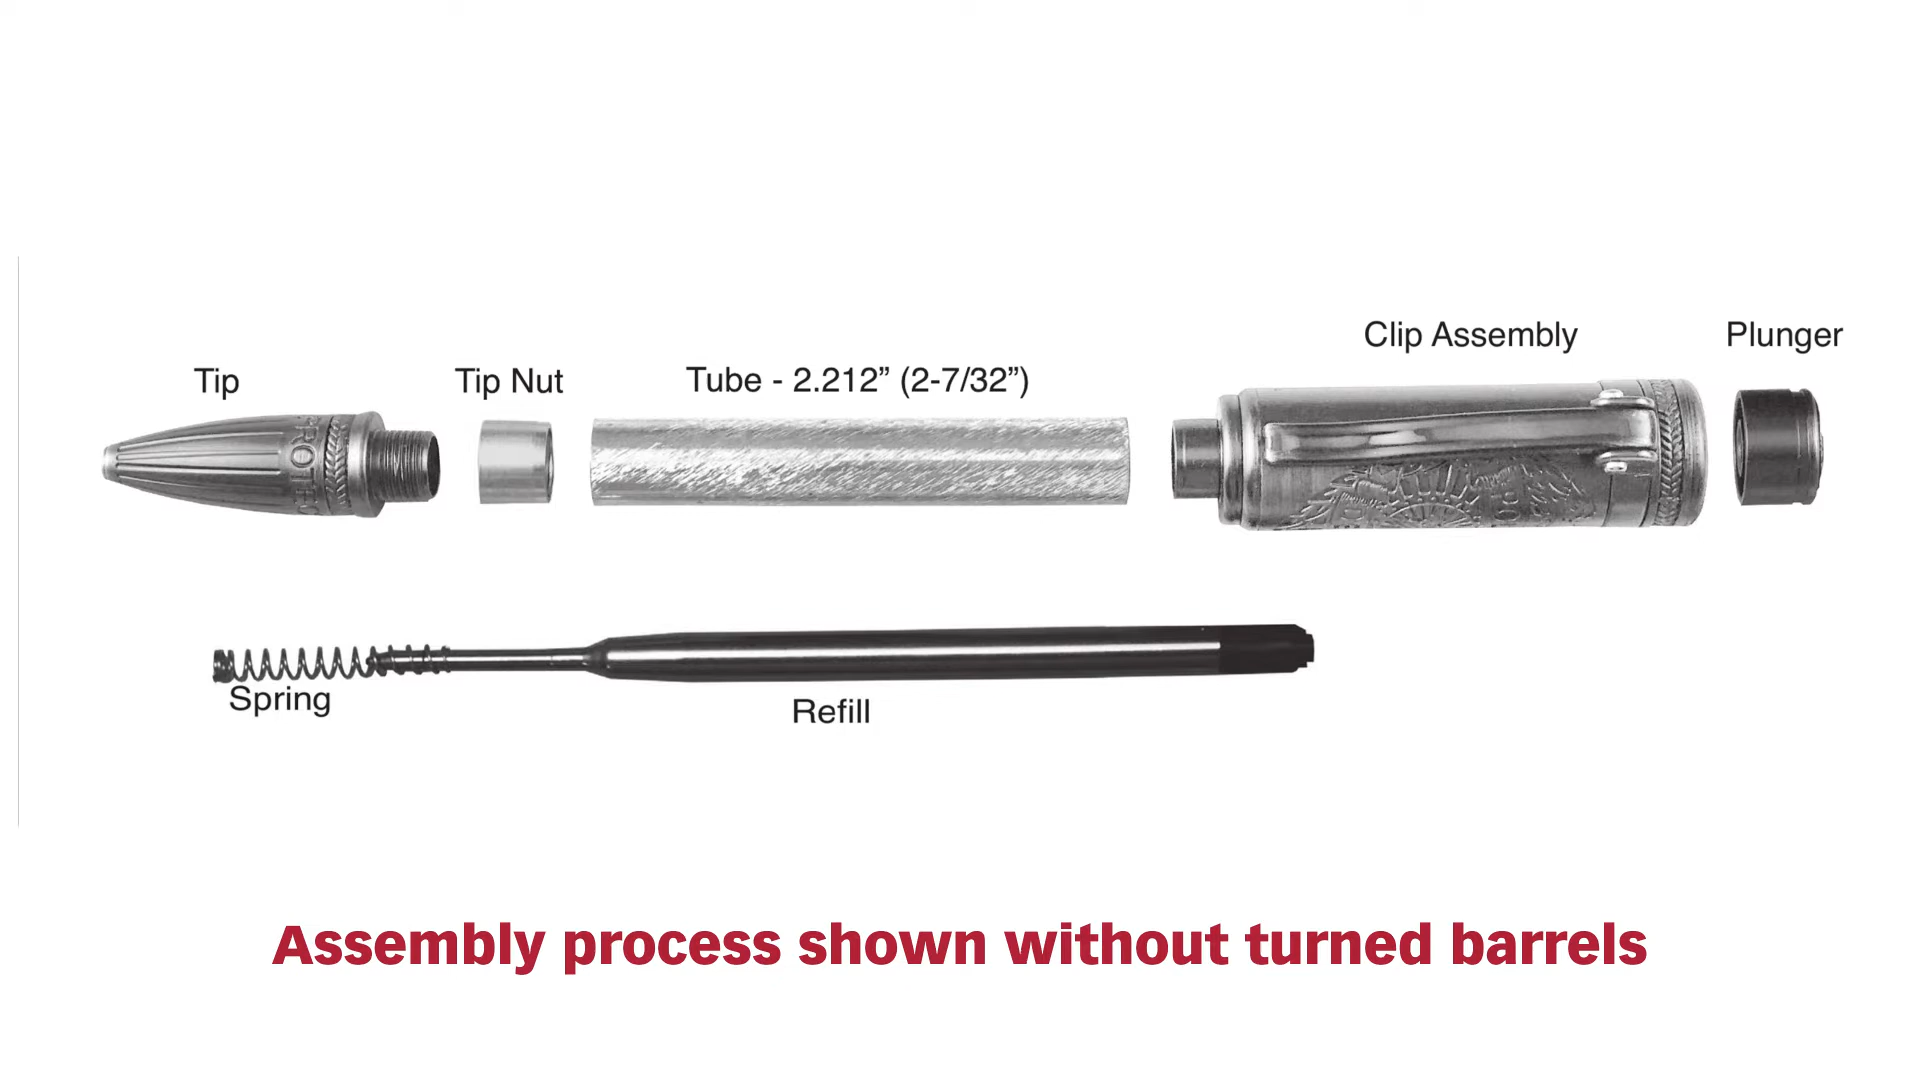 Clip Assembly
Plunger
Tip
Tip Nut
Tube - 2.212” (2-7/32”)
Spring
Refill
Assembly process shown without turned barrels